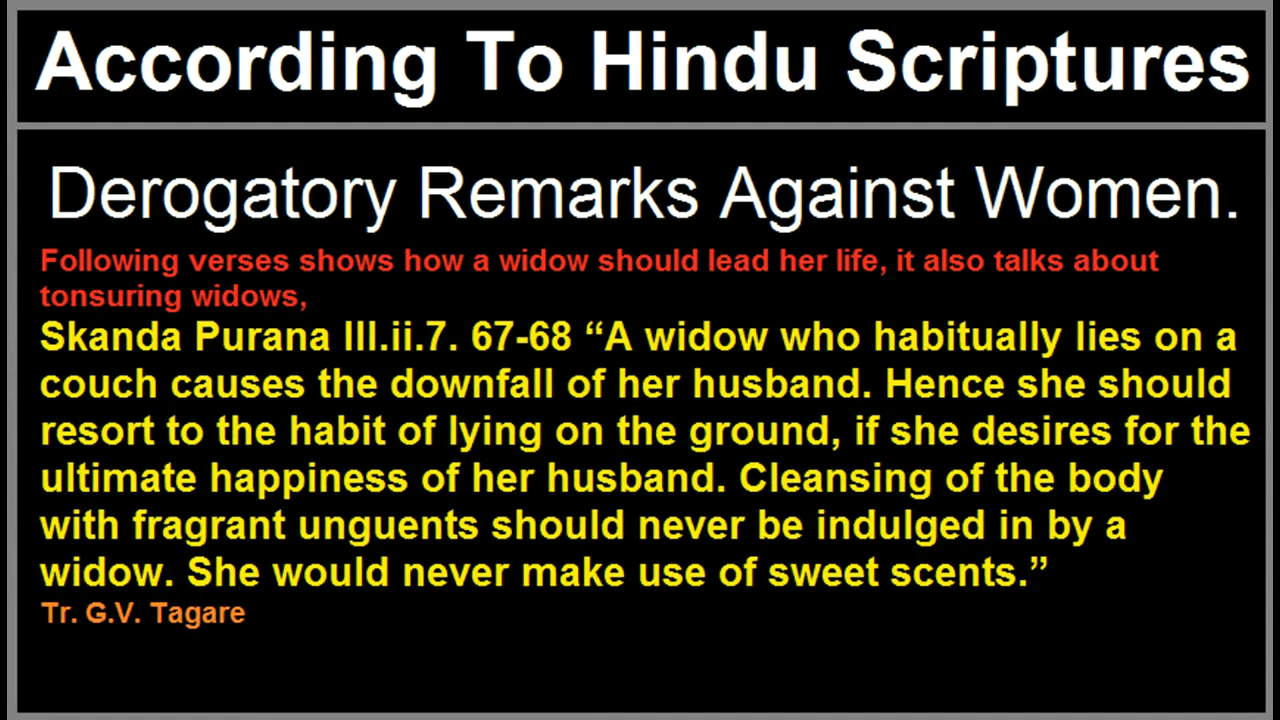 According To Hindu Scriptures
Derogatory Remarks Against Women.
Following verses shows how a widow should lead her life, it also talks about
tonsuring widows,
Skanda Purana III.ii.7. 67-68 “A widow who habitually lies on a
couch causes the downfall of her husband. Hence she should
resort to the habit of lying on the ground, if she desires for the
ultimate happiness of her husband. Cleansing of the body
with fragrant unguents should never be indulged in by a
widow. She would never make use of sweet scents.”
Tr. G.V. Tagare